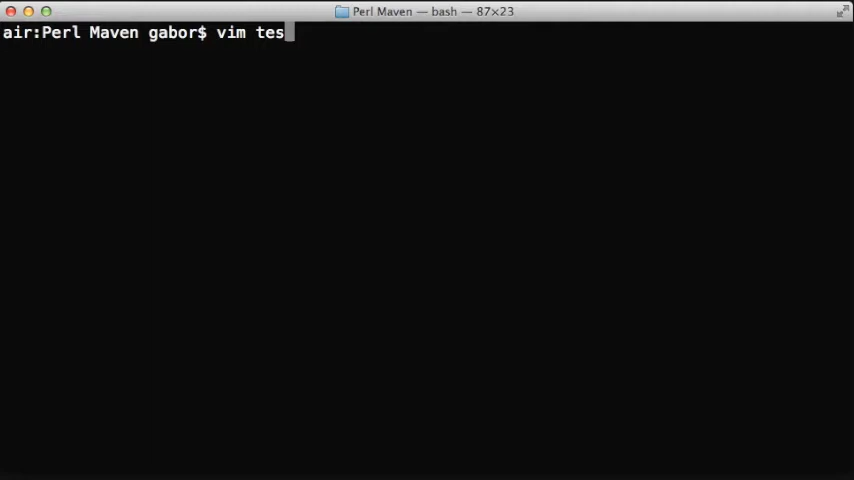 Perl Maven — bash — 87×23
air:Perl Maven gabor$ vim tes